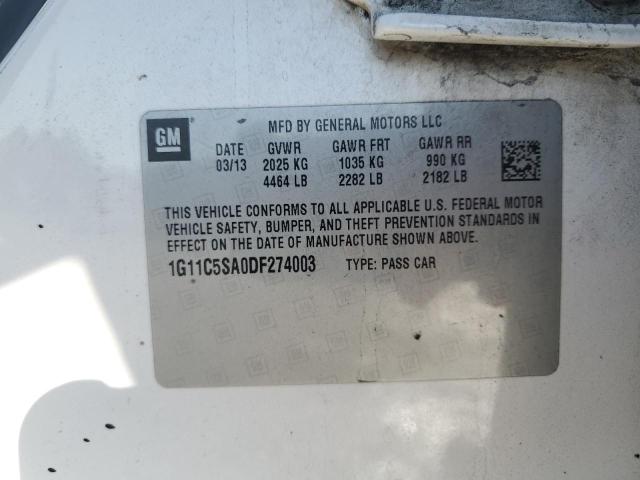 GM
MFD BY GENERAL MOTORS LLC
DATE GVWR GAWR FRT GAWR RR
03/13 2025 KG 1035 KG 990 KG
4464 LB 2282 LB 2182 LB
THIS VEHICLE CONFORMS TO ALL APPLICABLE U.S. FEDERAL MOTOR
VEHICLE SAFETY, BUMPER, AND THEFT PREVENTION STANDARDS IN
EFFECT ON THE DATE OF MANUFACTURE SHOWN ABOVE.
1G11C5SA0DF274003 TYPE: PASS CAR